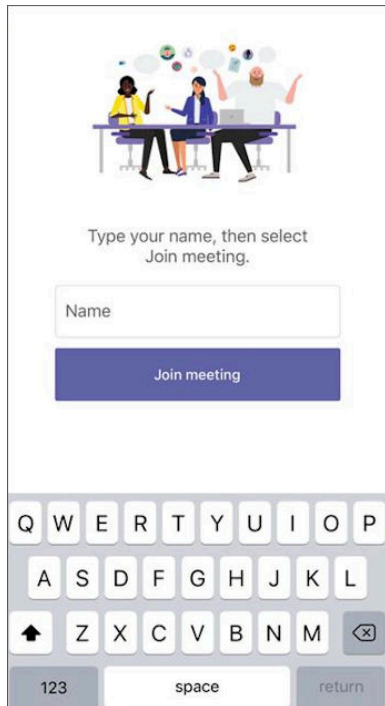 Type your name, then select
Join meeting.
Name
Join meeting
Q W E R T Y U I O P
A S D F G H J K L
Z X C V B N M
123 space return